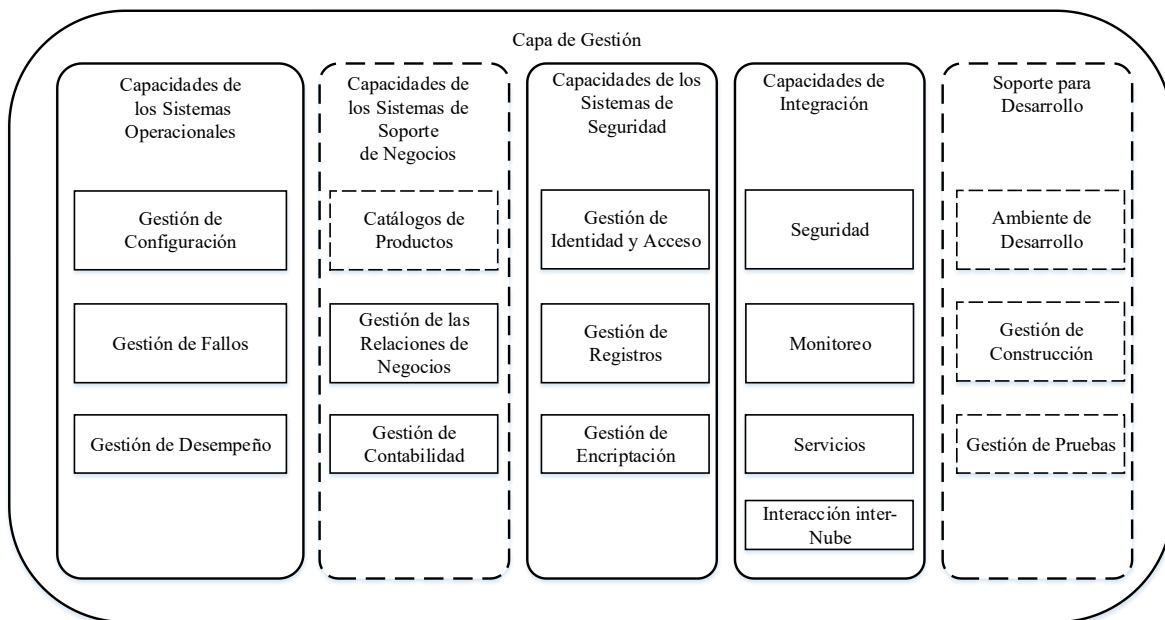 Capa de Gestión
Capacidades de
los Sistemas
Operacionales
Gestión de
Configuración
Gestión de Fallos
Gestión de Desempeño
Capacidades de
los Sistemas de
Soporte
de Negocios
Catálogos de
Productos
Gestión de las
Relaciones de
Negocios
Gestión de
Contabilidad
Capacidades de los
Sistemas de
Seguridad
Gestión de
Identidad y Acceso
Gestión de
Registros
Gestión de
Encriptación
Capacidades de
Integración
Seguridad
Monitoreo
Servicios
Interacción inter-
Nube
Soporte para
Desarrollo
Ambiente de
Desarrollo
Gestión de
Construcción
Gestión de Pruebas